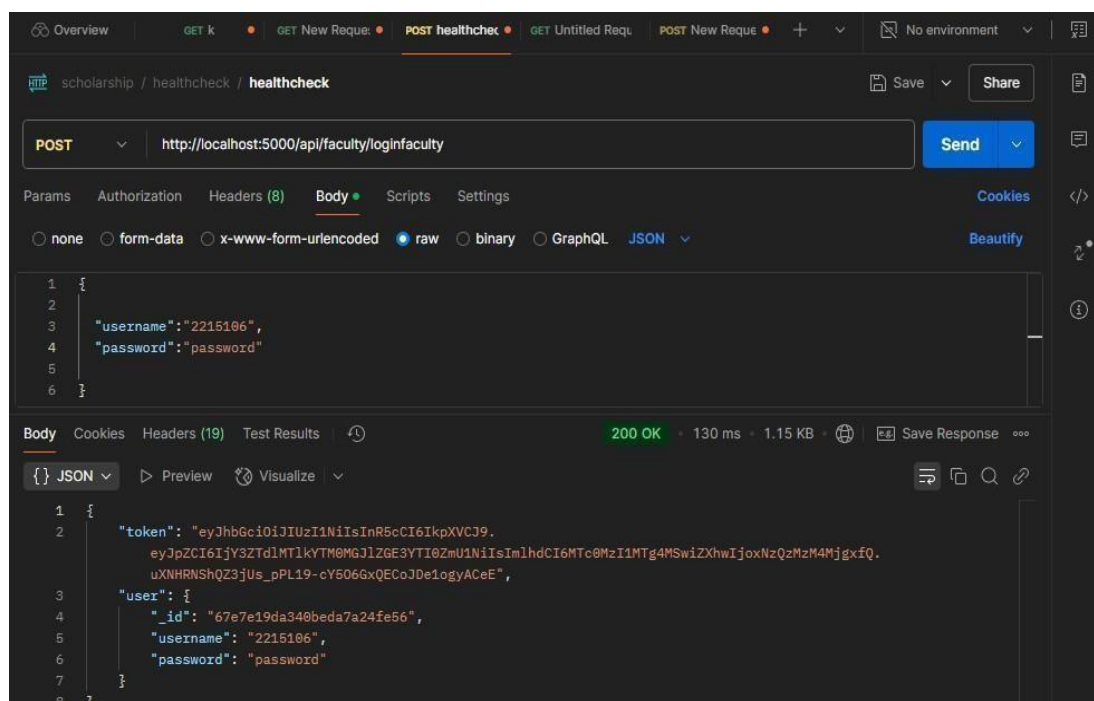 Overview GET k GET New Reque: POST healthchec GET Untitled Requ POST New Reque No environment
HTTP scholarship / healthcheck / healthcheck Save Share
POST http://localhost:5000/api/faculty/loginfaculty Send
Params Authorization Headers (8) Body Scripts Settings Cookies
none form-data x-www-form-urlencoded raw binary GraphQL JSON Beautify
1 {
2
3 "username":"2215106",
4 "password":"password"
5
6 }
Body Cookies Headers (19) Test Results 200 OK 130 ms 1.15 KB e.g. Save Response
{} JSON Preview Visualize
1 {
2 "token": "eyJhbGciOiJIUzI1NiIsInR5cCI6IkpXVCJ9.
eyJpZCI6IjY3ZTdlMTlkYTM0MGJlZGE3YTI0ZmU1NiIsImlhdCI6MTc0MzI1MTg4MSwiZXhwIjoxNzQzMzM4MjgxfQ.
uXNHRNShQZ3jUs_pPL19-cY5O6GxQECoJDe1ogyACeE",
3 "user": {
4 "_id": "67e7e19da340beda7a24fe56",
5 "username": "2215106",
6 "password": "password"
7 }
8 }